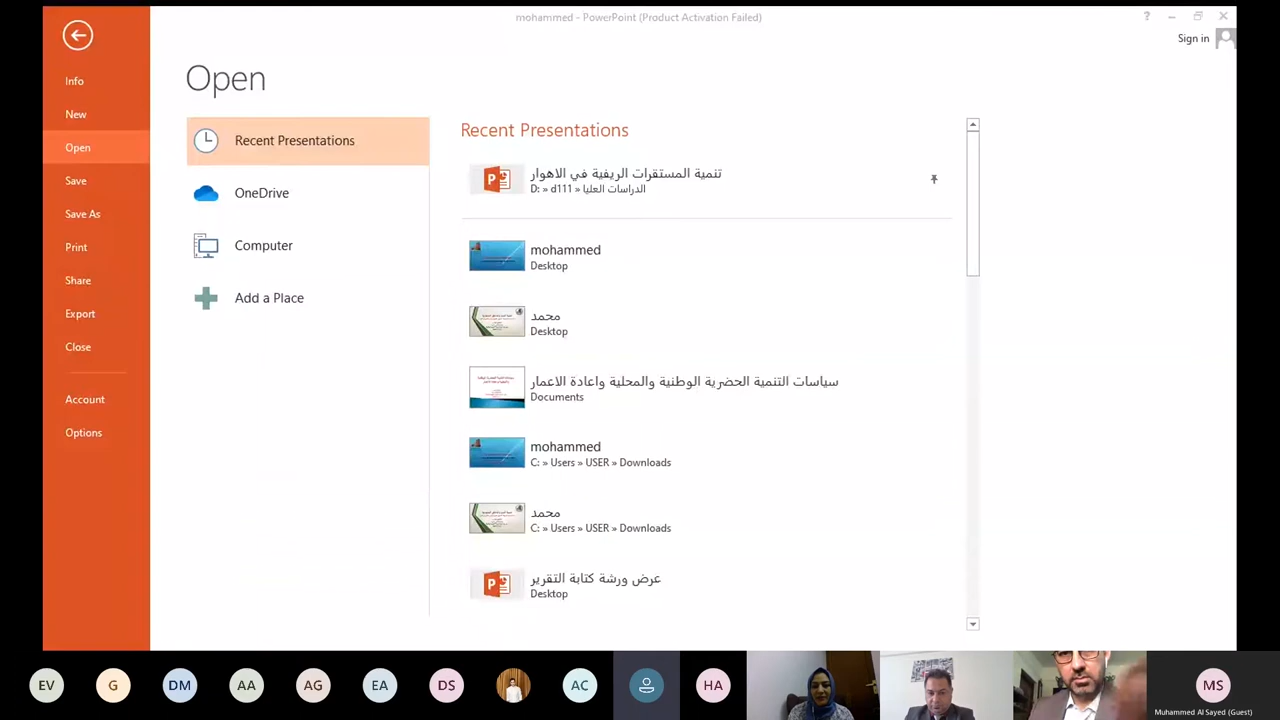 mohammed - PowerPoint (Product Activation Failed)
?
Sign in
Info
New
Open
Save
Save As
Print
Share
Export
Close
Account
Options
Open
Recent Presentations
OneDrive
Computer
Add a Place
Recent Presentations
تنمية المستقرات الريفية في الاهوار
D: » d111 » الدراسات العليا
mohammed
Desktop
محمد
Desktop
سياسات التنمية الحضرية الوطنية والمحلية واعادة الاعمار
Documents
mohammed
C: » Users » USER » Downloads
محمد
C: » Users » USER » Downloads
عرض ورشة كتابة التقرير
Desktop
EV
G
DM
AA
AG
EA
DS
AC
HA
MS
Muhammed Al Sayed (Guest)